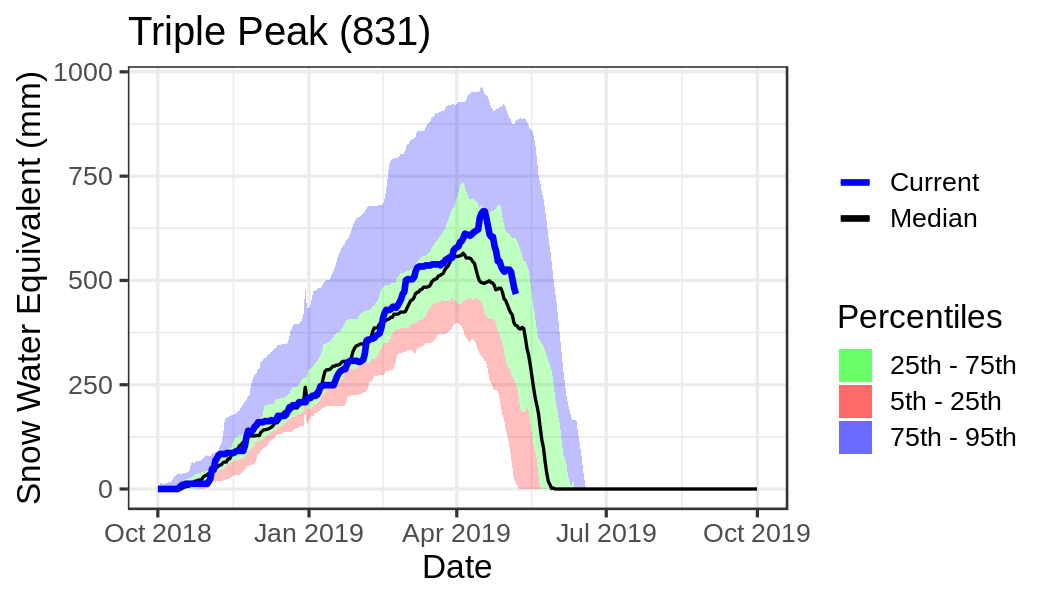 Triple Peak (831)
Snow Water Equivalent (mm)
1000
750
500
250
0
Oct 2018
Jan 2019
Apr 2019
Jul 2019
Oct 2019
Date
Current
Median
Percentiles
25th - 75th
5th - 25th
75th - 95th